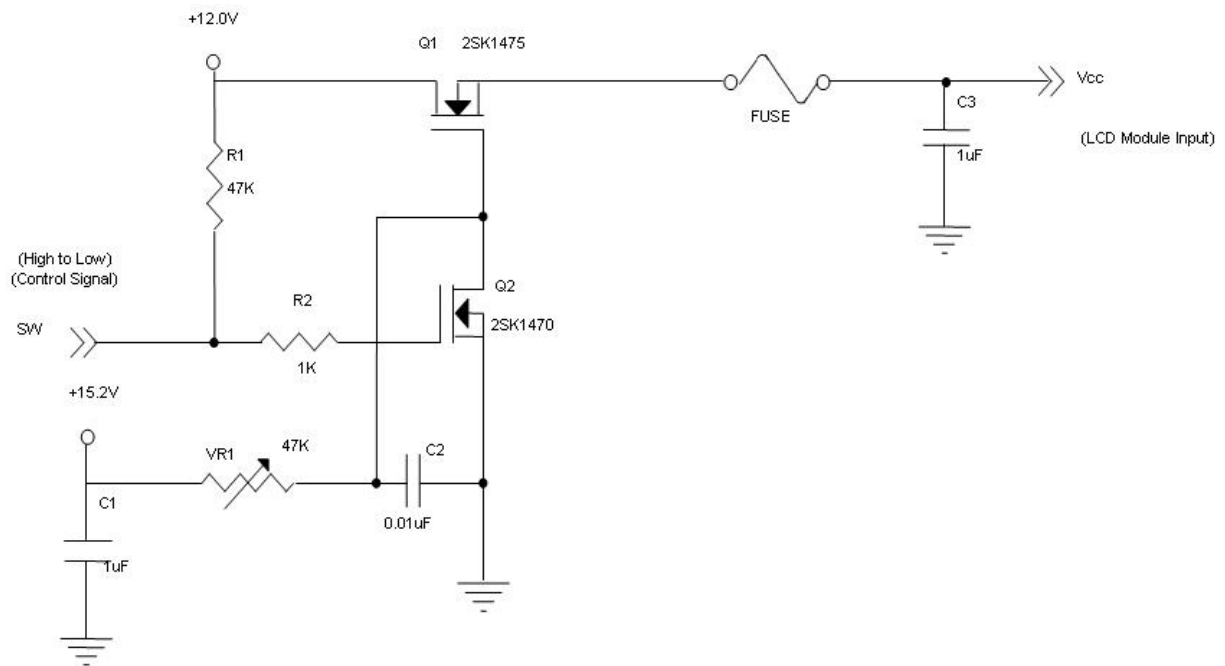 +12.0V
Q1 2SK1475
FUSE
C3
1uF
Vcc
(LCD Module Input)
R1
47K
(High to Low)
(Control Signal)
SW
R2
1K
Q2
2SK1470
+15.2V
VR1
47K
C2
0.01uF
C1
1uF